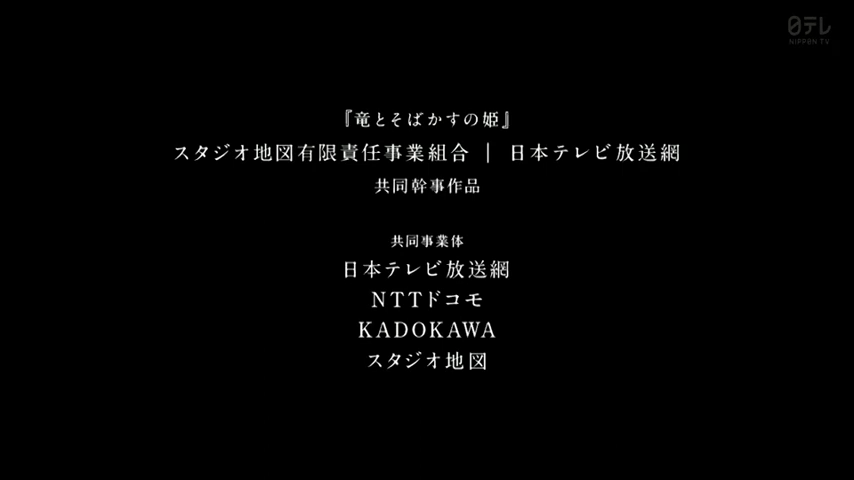 日テレ
NIPPON TV
『竜とそばかすの姫』
スタジオ地図有限責任事業組合 | 日本テレビ放送網
共同幹事作品
共同事業体
日本テレビ放送網
NTTドコモ
KADOKAWA
スタジオ地図